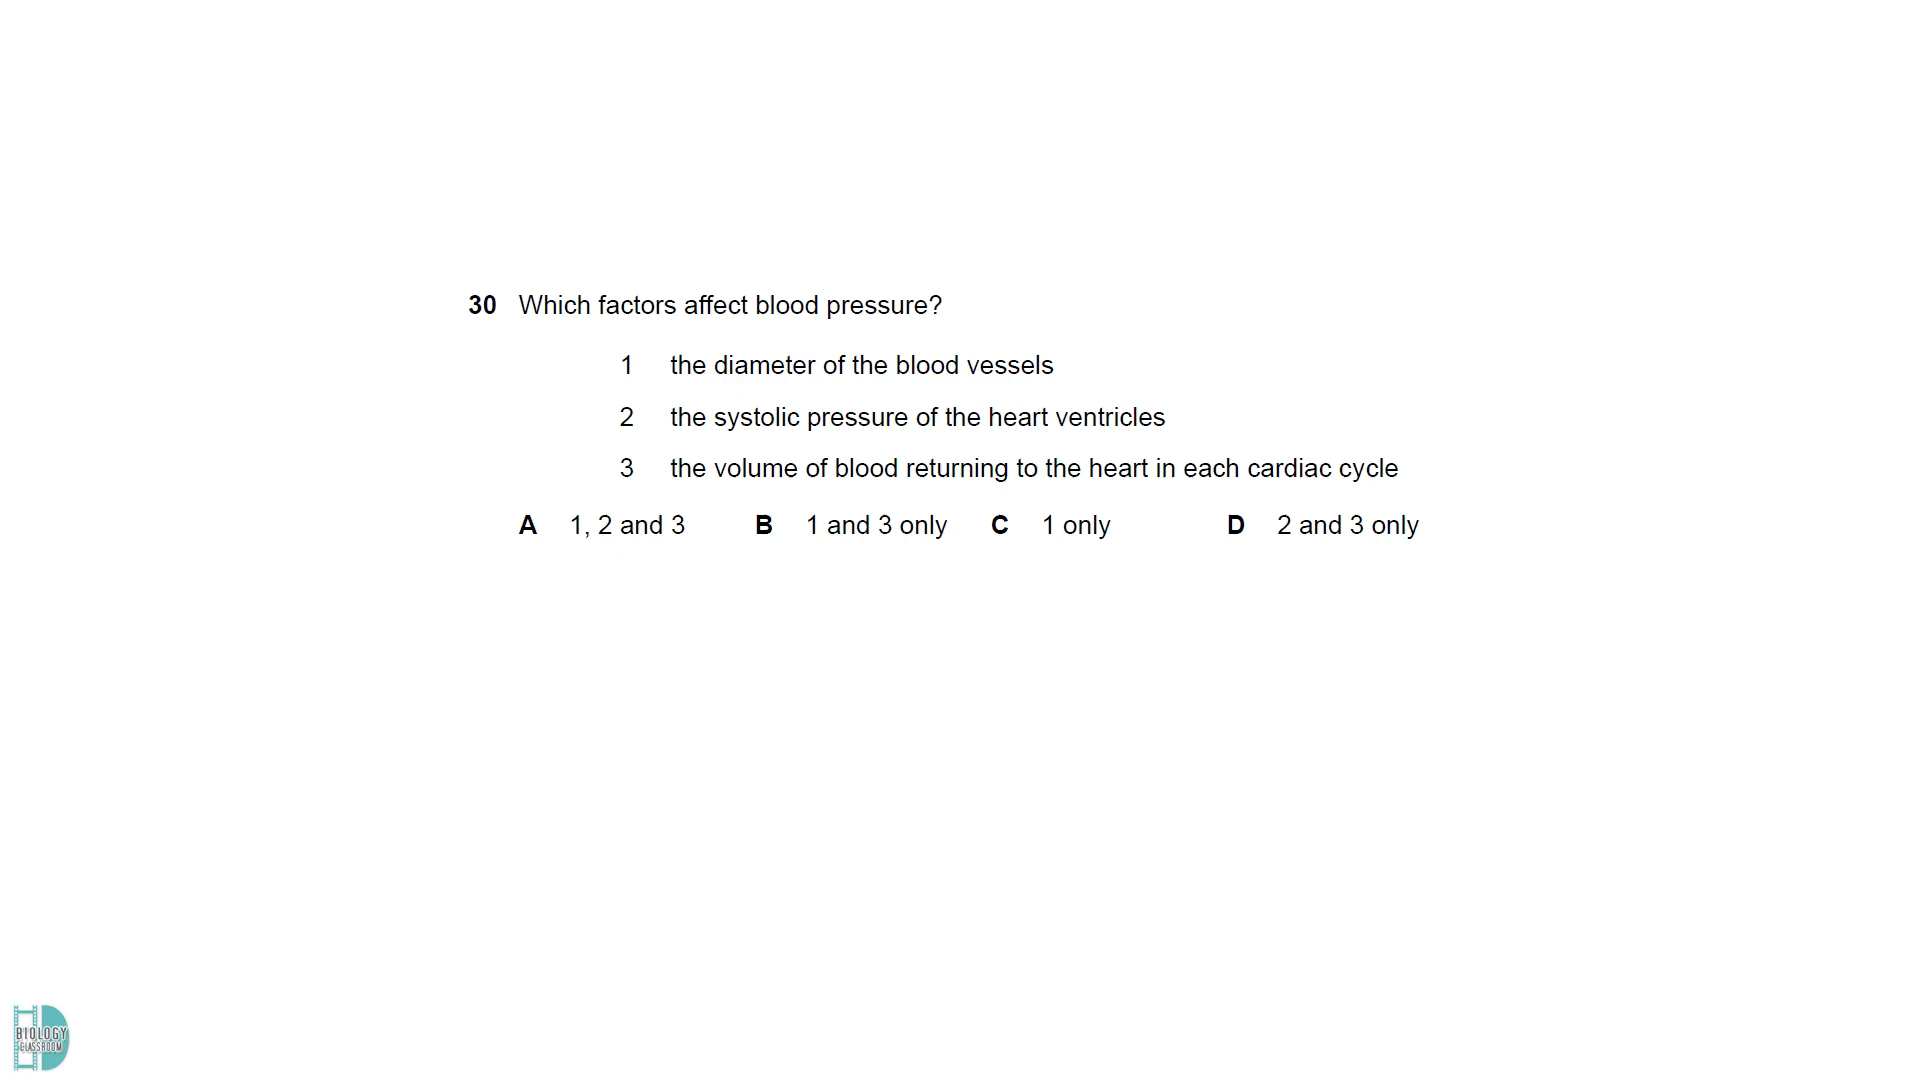 30 Which factors affect blood pressure?
1 the diameter of the blood vessels
2 the systolic pressure of the heart ventricles
3 the volume of blood returning to the heart in each cardiac cycle
A 1, 2 and 3 B 1 and 3 only C 1 only D 2 and 3 only
BIOLOGY
CLASSROOM